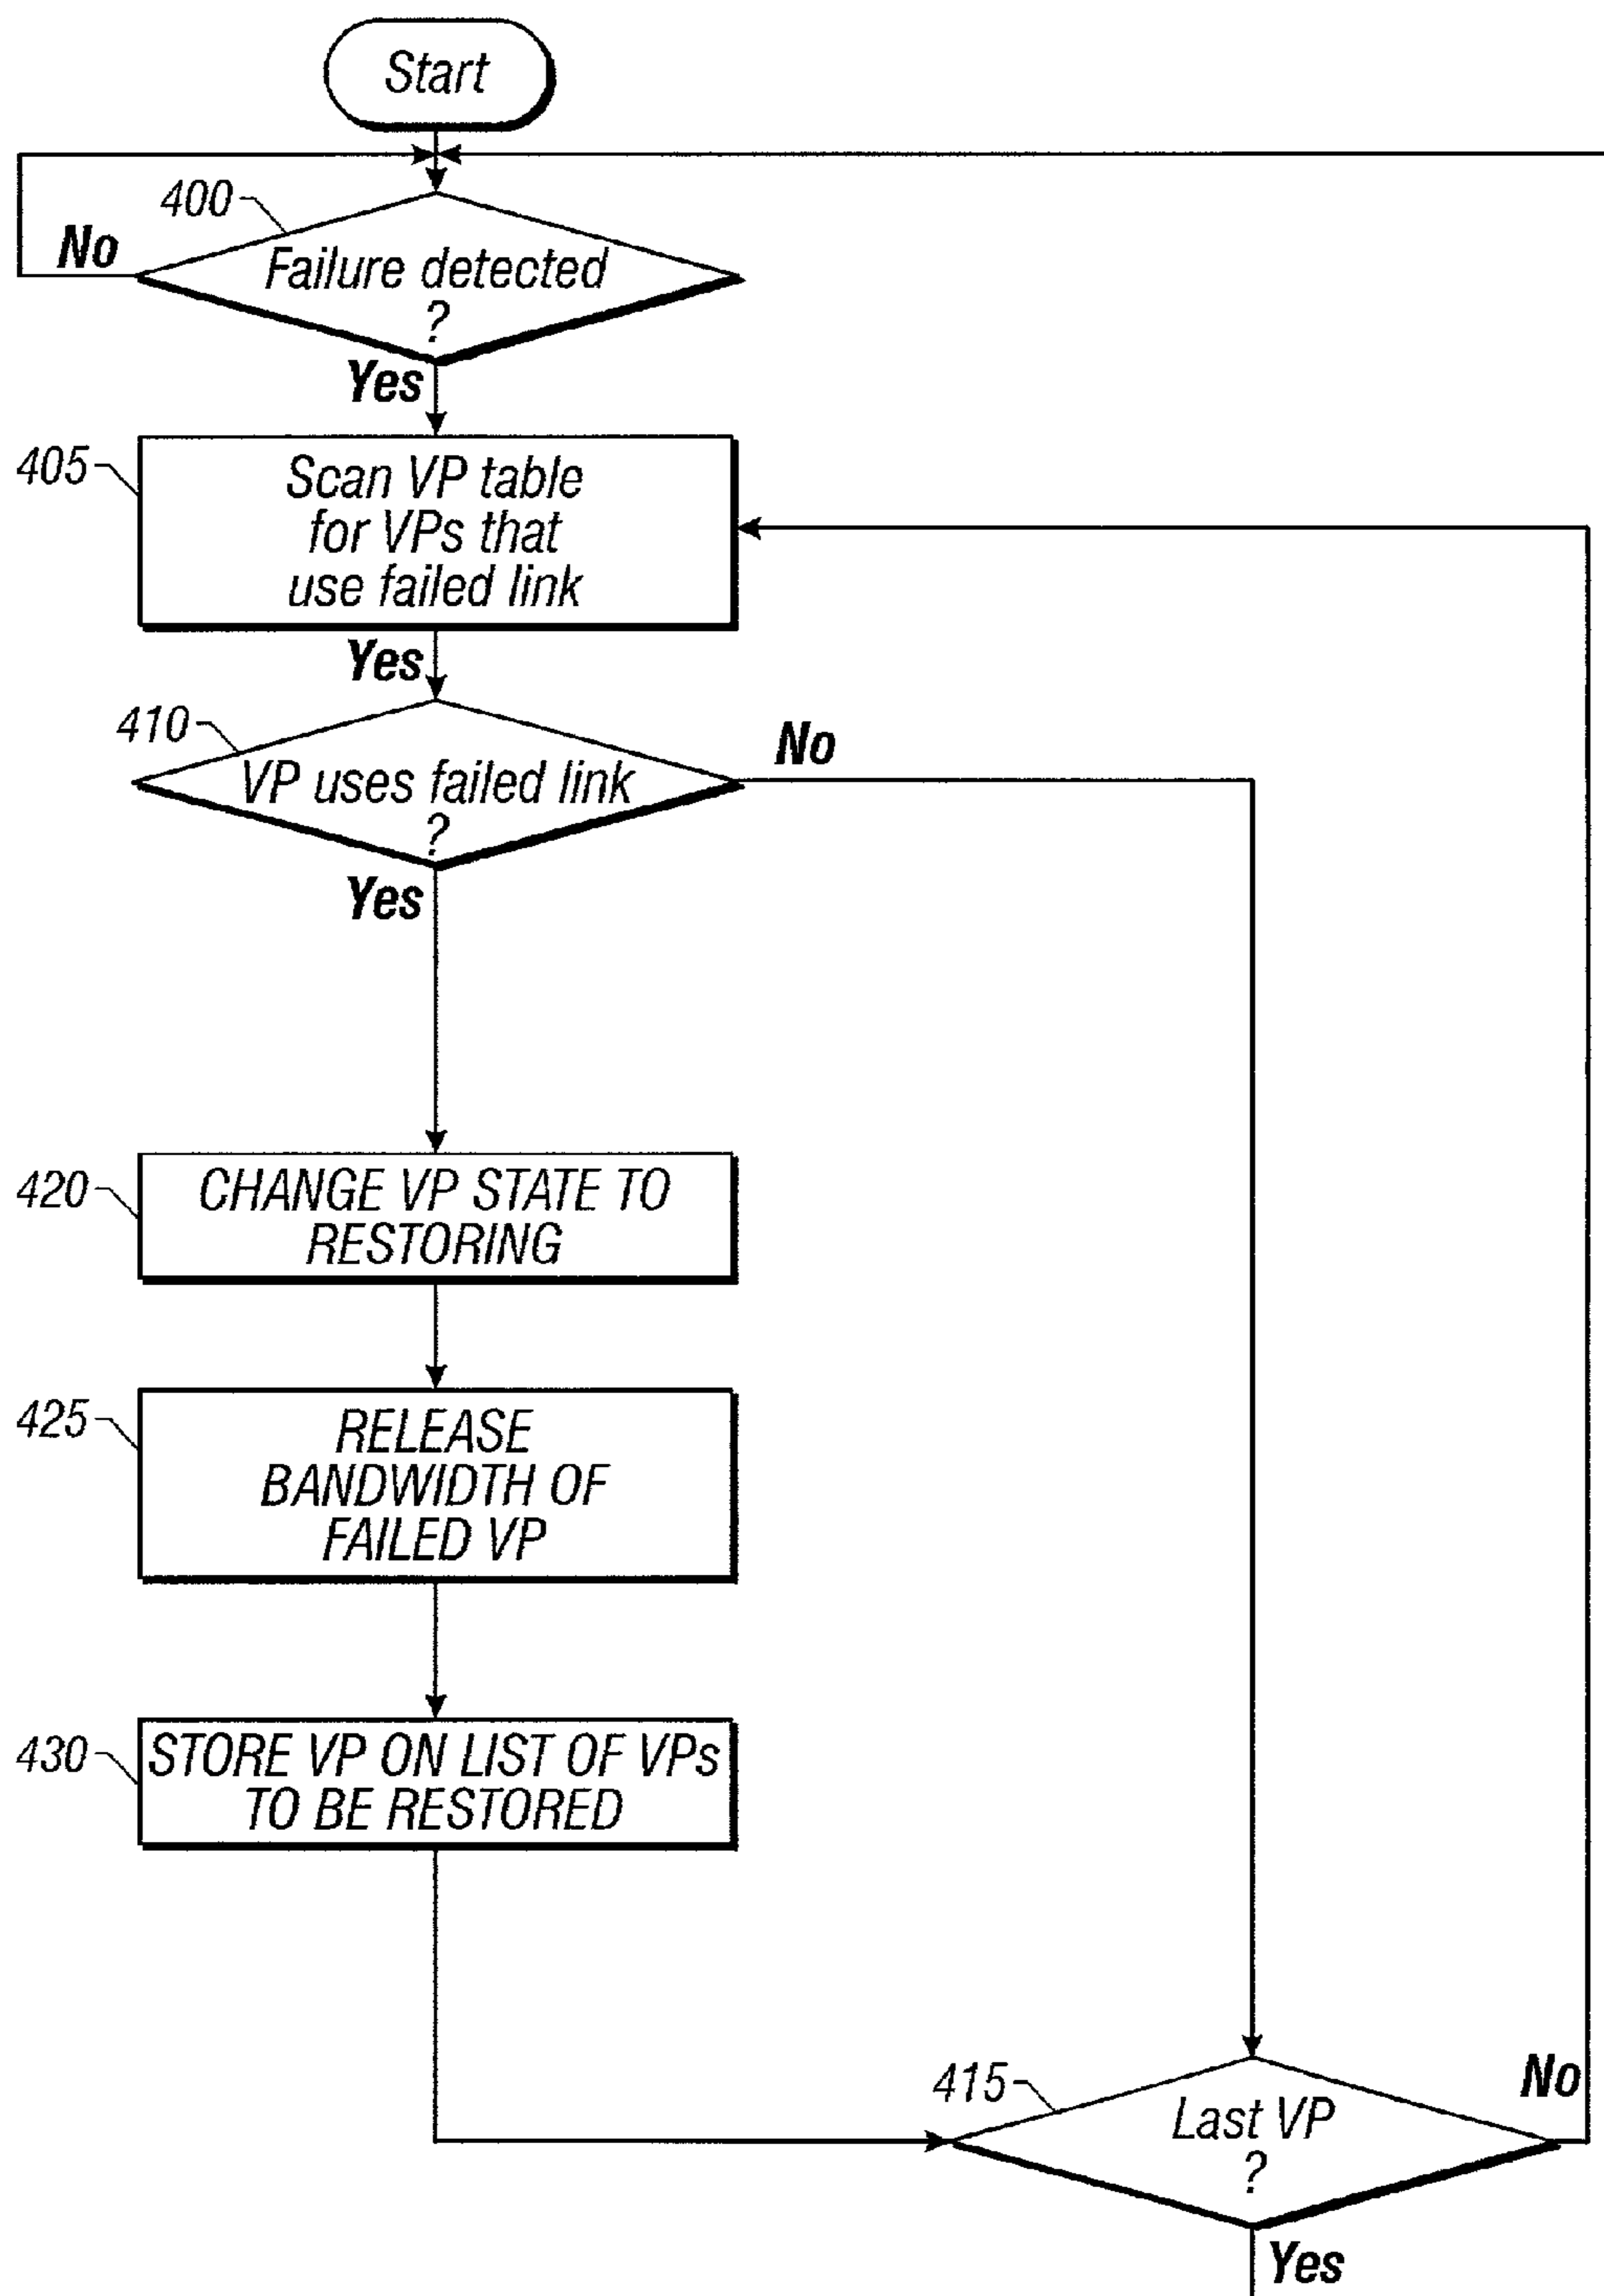 Start
400
No
Failure detected
?
Yes
405
Scan VP table
for VPs that
use failed link
Yes
410
No
VP uses failed link
?
Yes
420
CHANGE VP STATE TO
RESTORING
425
RELEASE
BANDWIDTH OF
FAILED VP
430
STORE VP ON LIST OF VPs
TO BE RESTORED
415
No
Last VP
?
Yes